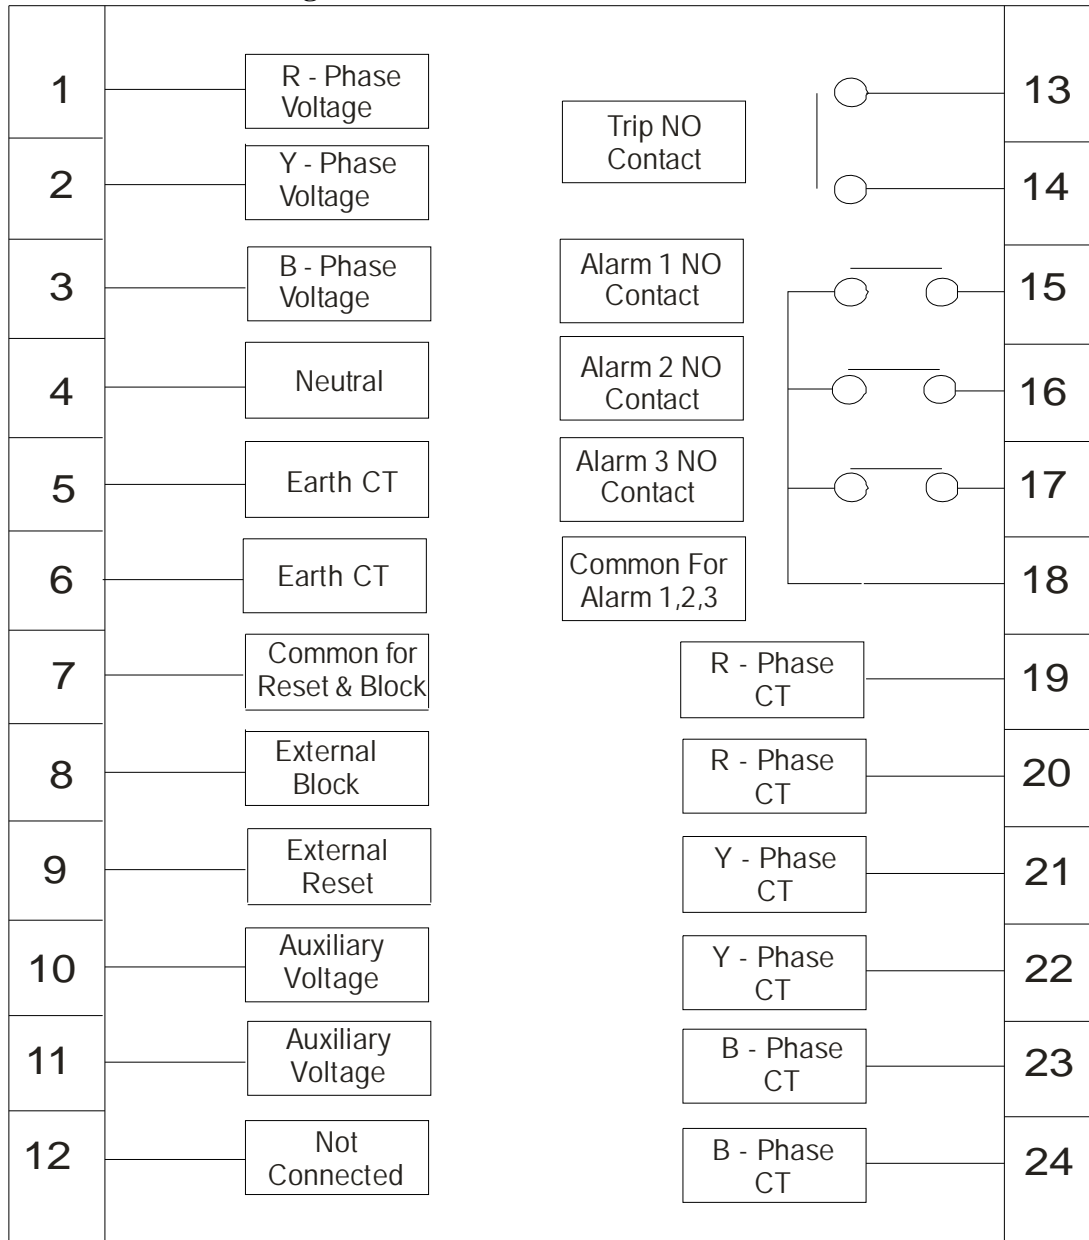 1
R - Phase
Voltage
2
Y - Phase
Voltage
3
B - Phase
Voltage
4
Neutral
5
Earth CT
6
Earth CT
7
Common for
Reset & Block
8
External
Block
9
External
Reset
10
Auxiliary
Voltage
11
Auxiliary
Voltage
12
Not
Connected
Trip NO
Contact
13
14
Alarm 1 NO
Contact
15
Alarm 2 NO
Contact
16
Alarm 3 NO
Contact
17
Common For
Alarm 1,2,3
18
R - Phase
CT
19
R - Phase
CT
20
Y - Phase
CT
21
Y - Phase
CT
22
B - Phase
CT
23
B - Phase
CT
24